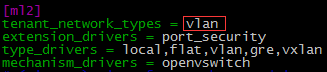 [ml2]
tenant_network_types = vlan
extension_drivers = port_security
type_drivers = local,flat,vlan,gre,vxlan
mechanism_drivers = openvswitch